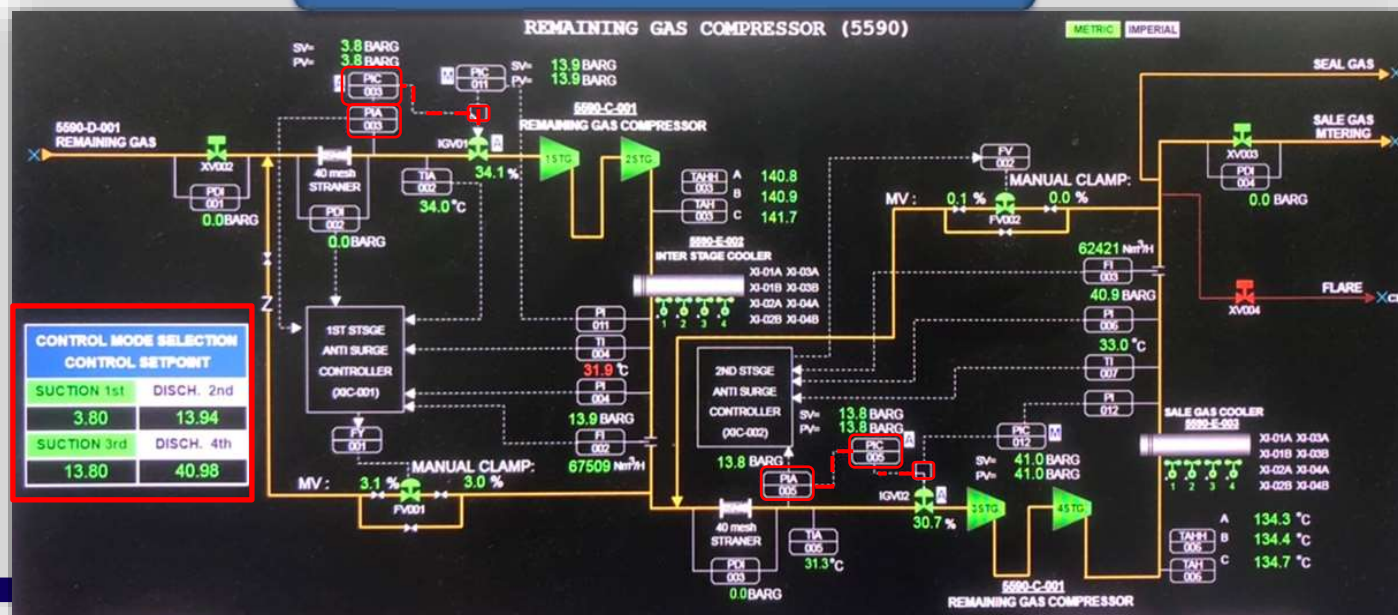 REMAINING GAS COMPRESSOR (5590)
METRIC IMPERIAL
SV= 3.8 BARG
PV= 3.8 BARG
PIC
003
A
PIA
003
M
PIC
011
SV= 13.9 BARG
PV= 13.9 BARG
SEAL GAS
5590-D-001
REMAINING GAS
XV002
PDI
001
0.0BARG
40 mesh
STRANER
PDI
002
0.0BARG
TIA
002
34.0°C
IGV01
A
34.1 %
5590-C-001
REMAINING GAS COMPRESSOR
1STG
2STG
TAHH
003
TAH
003
A 140.8
B 140.9
C 141.7
FV
002
MANUAL CLAMP:
MV : 0.1 % 0.0 %
FV002
SALE GAS
MTERING
XV003
PDI
004
0.0 BARG
5590-E-002
INTER STAGE COOLER
XI-01A XI-03A
XI-01B XI-03B
XI-02A XI-04A
XI-02B XI-04B
1 2 3 4
62421 Nm³/H
FI
003
40.9 BARG
PI
006
33.0 °C
TI
007
PI
012
FLARE
XV004
Z
CONTROL MODE SELECTION
CONTROL SETPOINT
SUCTION 1st DISCH. 2nd
3.80 13.94
SUCTION 3rd DISCH. 4th
13.80 40.98
1ST STSGE
ANTI SURGE
CONTROLLER
(XIC-001)
PI
011
TI
004
31.9 °C
PI
004
13.9 BARG
FI
002
67509 Nm³/H
FY
001
MANUAL CLAMP:
MV : 3.1 % 3.0 %
FV001
2ND STSGE
ANTI SURGE
CONTROLLER
(XIC-002)
13.8 BARG
PIA
005
SV= 13.8 BARG
PV= 13.8 BARG
PIC
005
A
PIC
012
M
SV= 41.0 BARG
PV= 41.0 BARG
IGV02
A
30.7 %
SALE GAS COOLER
5590-E-003
XI-01A XI-03A
XI-01B XI-03B
XI-02A XI-04A
XI-02B XI-04B
1 2 3 4
40 mesh
STRANER
PDI
003
0.0BARG
TIA
005
31.3°C
3STG
4STG
5590-C-001
REMAINING GAS COMPRESSOR
TAHH
006
TAH
006
A 134.3 °C
B 134.4 °C
C 134.7 °C